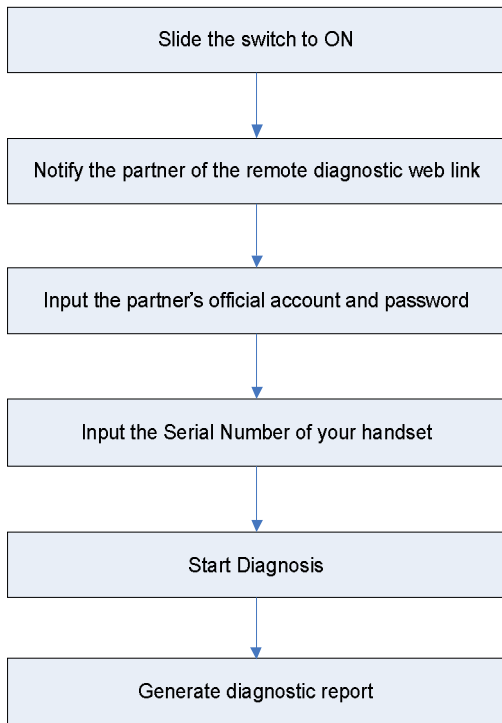 Slide the switch to ON
Notify the partner of the remote diagnostic web link
Input the partner's official account and password
Input the Serial Number of your handset
Start Diagnosis
Generate diagnostic report